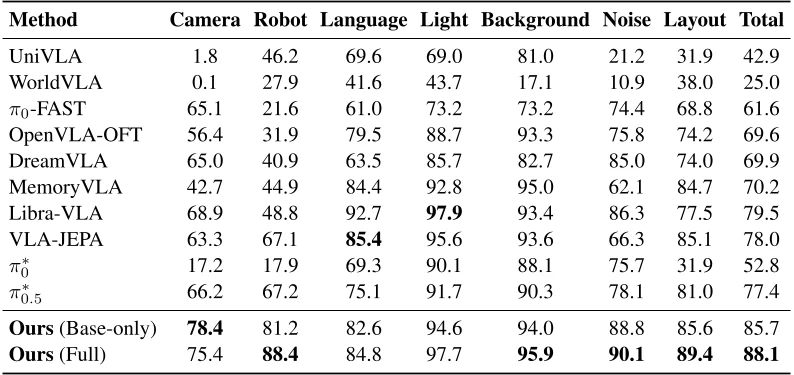 Method Camera Robot Language Light Background Noise Layout Total
UniVLA 1.8 46.2 69.6 69.0 81.0 21.2 31.9 42.9
WorldVLA 0.1 27.9 41.6 43.7 17.1 10.9 38.0 25.0
π₀-FAST 65.1 21.6 61.0 73.2 73.2 74.4 68.8 61.6
OpenVLA-OFT 56.4 31.9 79.5 88.7 93.3 75.8 74.2 69.6
DreamVLA 65.0 40.9 63.5 85.7 82.7 85.0 74.0 69.9
MemoryVLA 42.7 44.9 84.4 92.8 95.0 62.1 84.7 70.2
Libra-VLA 68.9 48.8 92.7 97.9 93.4 86.3 77.5 79.5
VLA-JEPA 63.3 67.1 85.4 95.6 93.6 66.3 85.1 78.0
π₀* 17.2 17.9 69.3 90.1 88.1 75.7 31.9 52.8
π₀.₅* 66.2 67.2 75.1 91.7 90.3 78.1 81.0 77.4
Ours (Base-only) 78.4 81.2 82.6 94.6 94.0 88.8 85.6 85.7
Ours (Full) 75.4 88.4 84.8 97.7 95.9 90.1 89.4 88.1